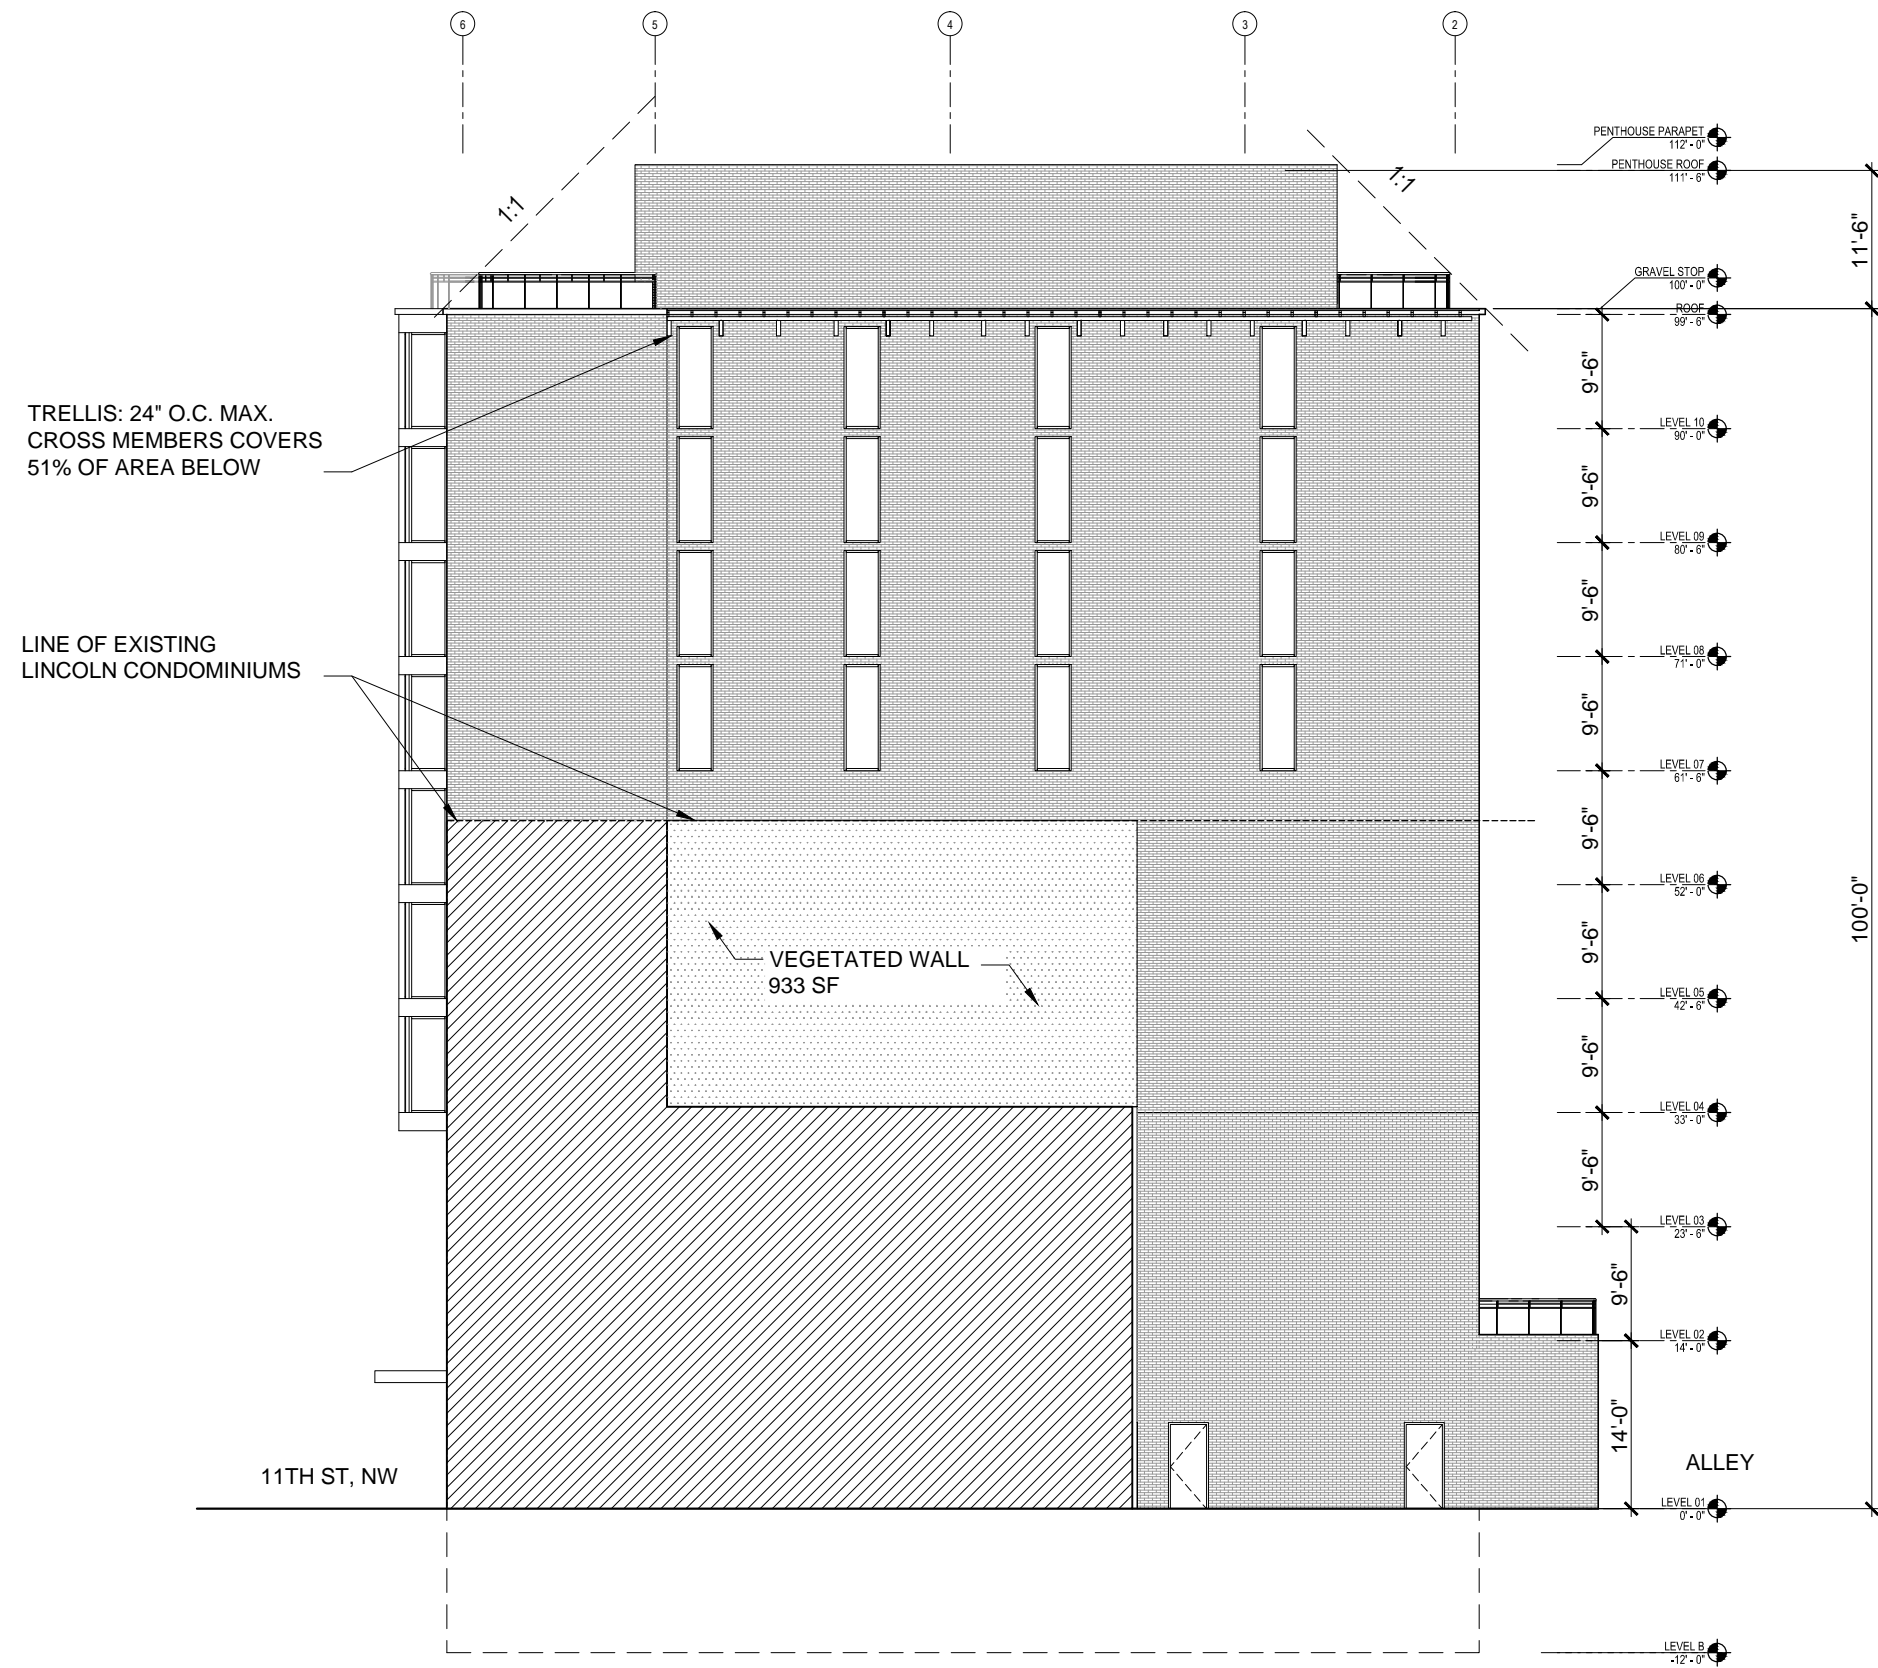 6 5 4 3 2
1:1
1:1
PENTHOUSE PARAPET
112' - 0"
PENTHOUSE ROOF
111' - 6"
11'-6"
GRAVEL STOP
100' - 0"
ROOF
99' - 6"
9'-6"
TRELLIS: 24" O.C. MAX.
CROSS MEMBERS COVERS
51% OF AREA BELOW
LEVEL 10
90' - 0"
9'-6"
LEVEL 09
80' - 6"
9'-6"
LINE OF EXISTING
LINCOLN CONDOMINIUMS
LEVEL 08
71' - 0"
9'-6"
LEVEL 07
61' - 6"
9'-6"
LEVEL 06
52' - 0"
100'-0"
9'-6"
VEGETATED WALL
933 SF
LEVEL 05
42' - 6"
9'-6"
LEVEL 04
33' - 0"
9'-6"
LEVEL 03
23' - 6"
9'-6"
LEVEL 02
14' - 0"
14'-0"
11TH ST, NW
ALLEY
LEVEL 01
0' - 0"
LEVEL B
-12' - 0"